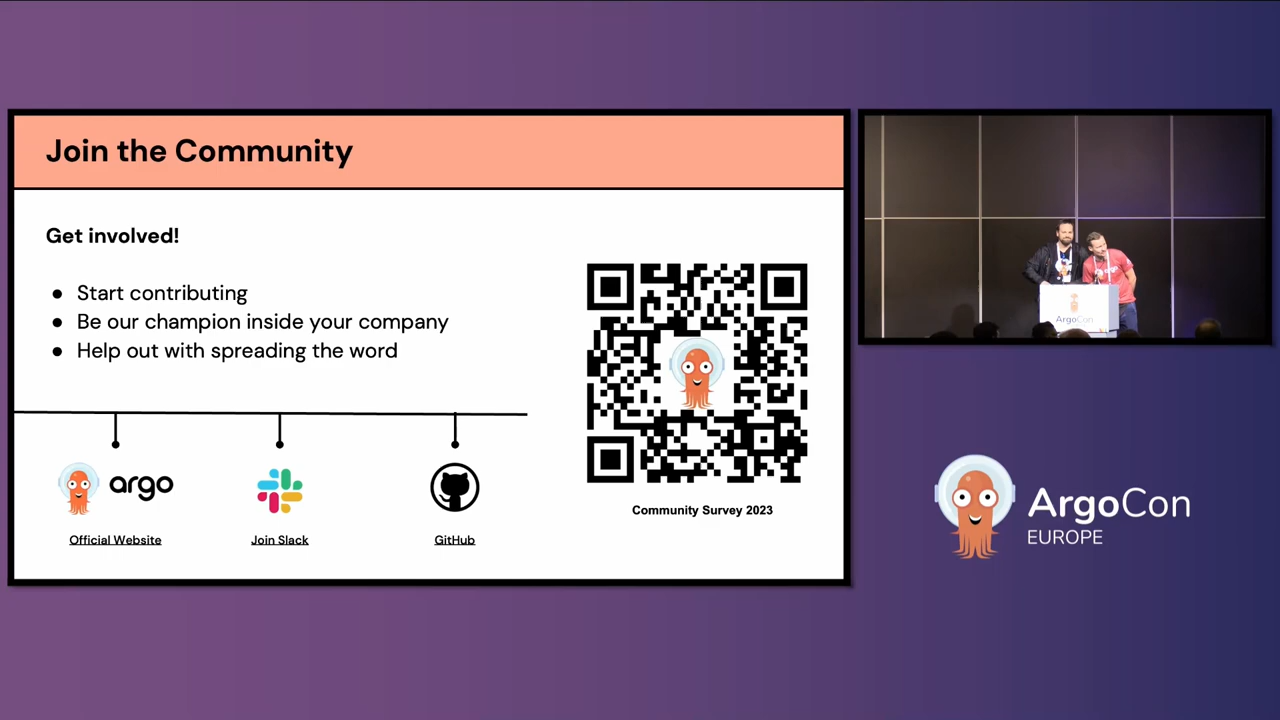 Join the Community
Get involved!
● Start contributing
● Be our champion inside your company
● Help out with spreading the word
argo
Official Website
Join Slack
GitHub
Community Survey 2023
ArgoCon
ArgoCon
EUROPE